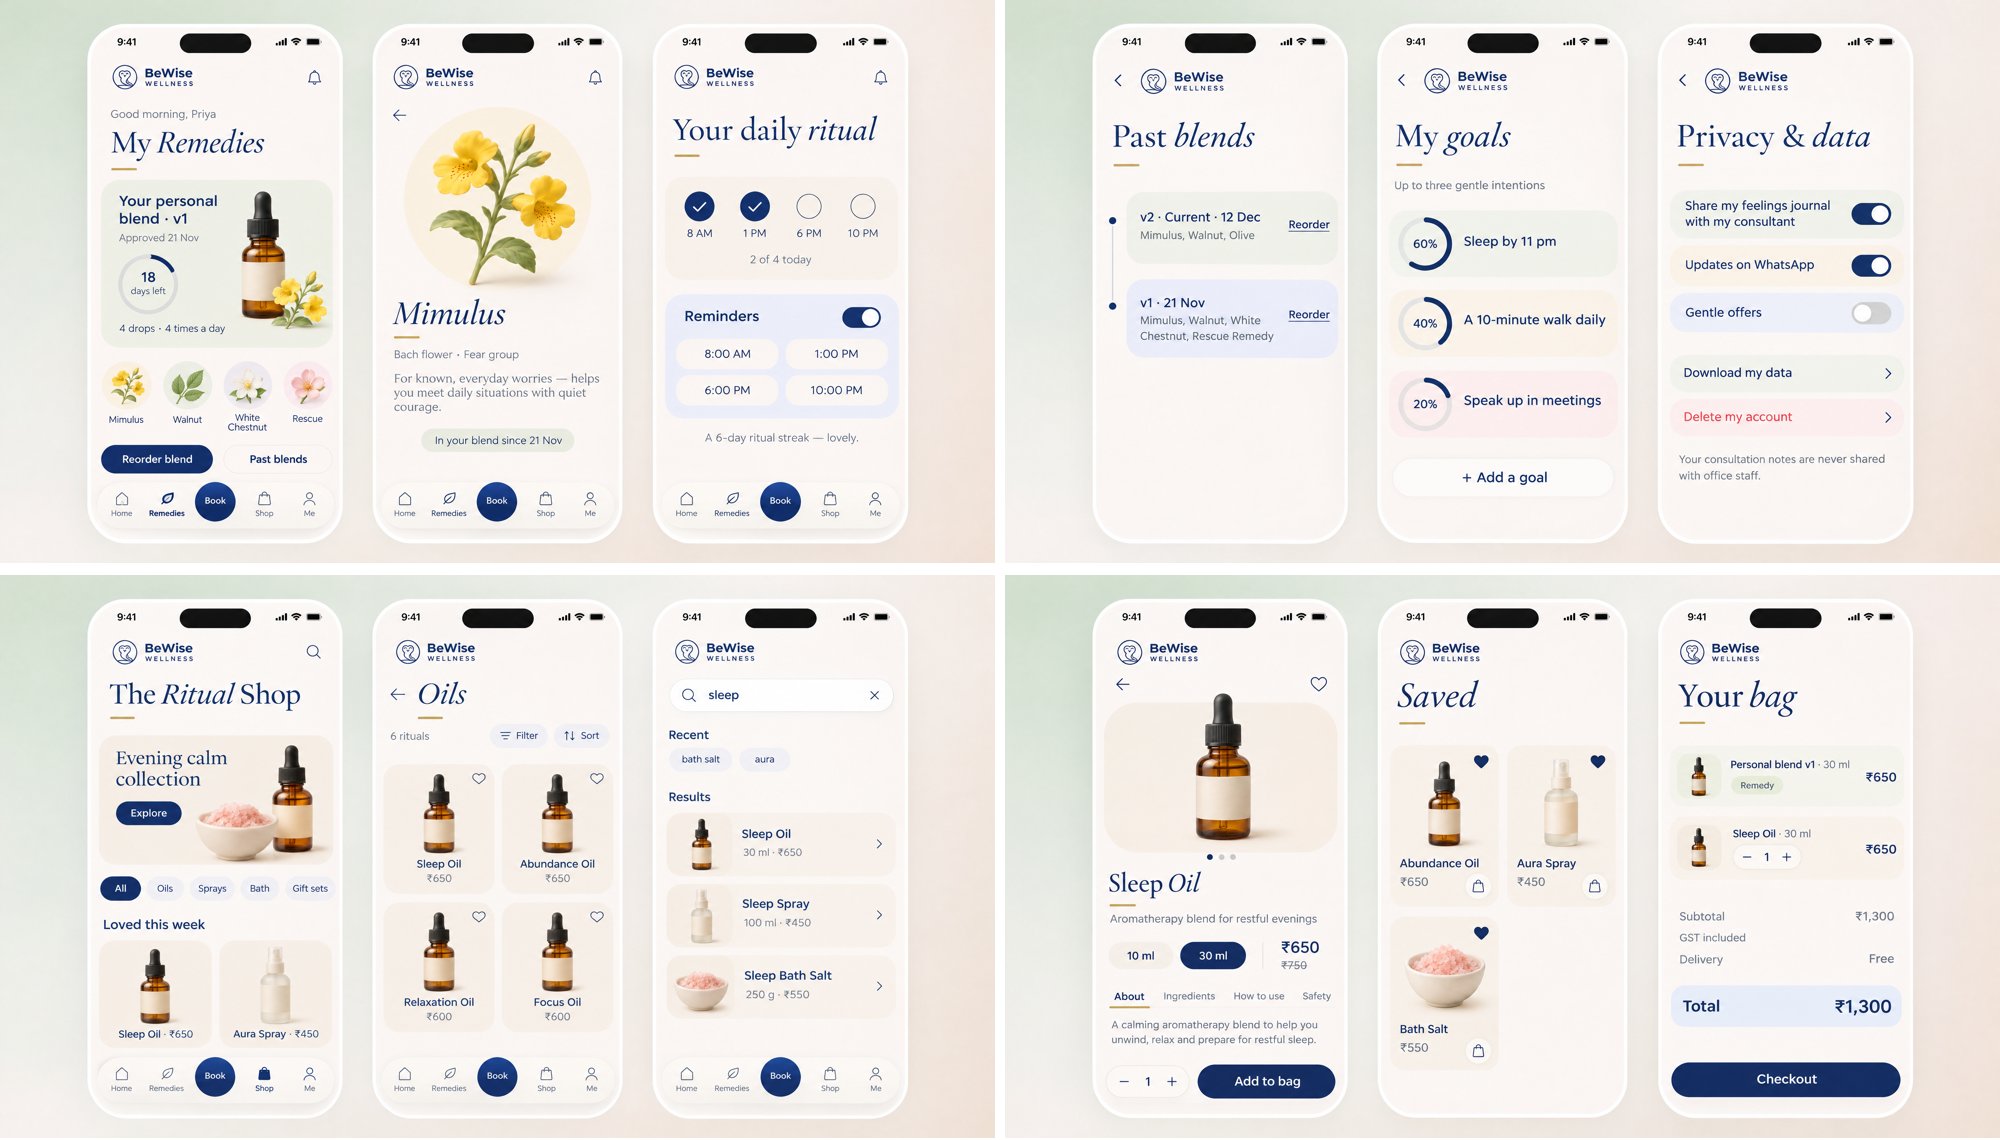 9:41
BeWise
WELLNESS
Good morning, Priya
My Remedies
Your personal
blend · v1
Approved 21 Nov
18
days left
4 drops · 4 times a day
Mimulus
Walnut
White
Chestnut
Rescue
Reorder blend
Past blends
Home
Remedies
Book
Shop
Me
9:41
BeWise
WELLNESS
Mimulus
Bach flower · Fear group
For known, everyday worries — helps
you meet daily situations with quiet
courage.
In your blend since 21 Nov
Home
Remedies
Book
Shop
Me
9:41
BeWise
WELLNESS
Your daily ritual
8 AM
1 PM
6 PM
10 PM
2 of 4 today
Reminders
8:00 AM
1:00 PM
6:00 PM
10:00 PM
A 6-day ritual streak — lovely.
Home
Remedies
Book
Shop
Me
9:41
BeWise
WELLNESS
Past blends
v2 · Current · 12 Dec
Mimulus, Walnut, Olive
Reorder
v1 · 21 Nov
Mimulus, Walnut, White
Chestnut, Rescue Remedy
Reorder
9:41
BeWise
WELLNESS
My goals
Up to three gentle intentions
60%
Sleep by 11 pm
40%
A 10-minute walk daily
20%
Speak up in meetings
+ Add a goal
9:41
BeWise
WELLNESS
Privacy & data
Share my feelings journal
with my consultant
Updates on WhatsApp
Gentle offers
Download my data
Delete my account
Your consultation notes are never shared
with office staff.
9:41
BeWise
WELLNESS
The Ritual Shop
Evening calm
collection
Explore
All
Oils
Sprays
Bath
Gift sets
Loved this week
Sleep Oil · ₹650
Aura Spray · ₹450
Home
Remedies
Book
Shop
Me
9:41
BeWise
WELLNESS
Oils
6 rituals
Filter
Sort
Sleep Oil
₹650
Abundance Oil
₹650
Relaxation Oil
₹600
Focus Oil
₹600
Home
Remedies
Book
Shop
Me
9:41
BeWise
WELLNESS
sleep
Recent
bath salt
aura
Results
Sleep Oil
30 ml · ₹650
Sleep Spray
100 ml · ₹450
Sleep Bath Salt
250 g · ₹550
Home
Remedies
Book
Shop
Me
9:41
BeWise
WELLNESS
Sleep Oil
Aromatherapy blend for restful evenings
10 ml
30 ml
₹650
₹750
About
Ingredients
How to use
Safety
A calming aromatherapy blend to help you
unwind, relax and prepare for restful sleep.
− 1 +
Add to bag
9:41
BeWise
WELLNESS
Saved
Abundance Oil
₹650
Aura Spray
₹450
Bath Salt
₹550
9:41
BeWise
WELLNESS
Your bag
Personal blend v1 · 30 ml
Remedy
₹650
Sleep Oil · 30 ml
− 1 +
₹650
Subtotal
₹1,300
GST included
Delivery
Free
Total
₹1,300
Checkout